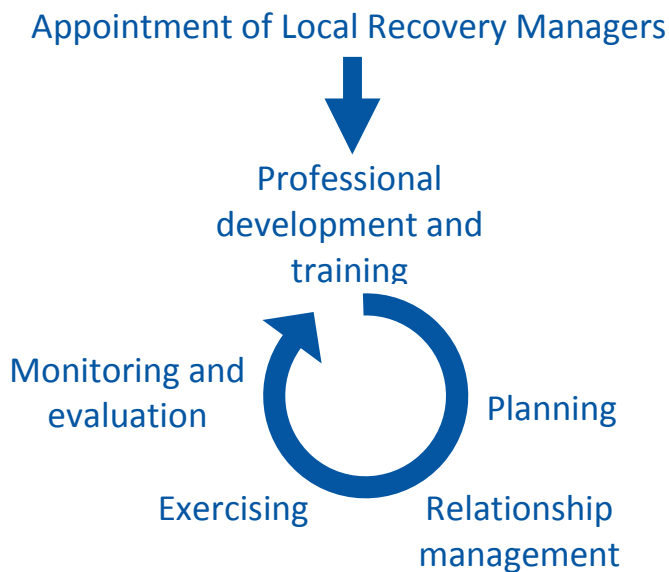 Appointment of Local Recovery Managers
Professional
development and
training
Monitoring and
evaluation
Planning
Exercising
Relationship
management